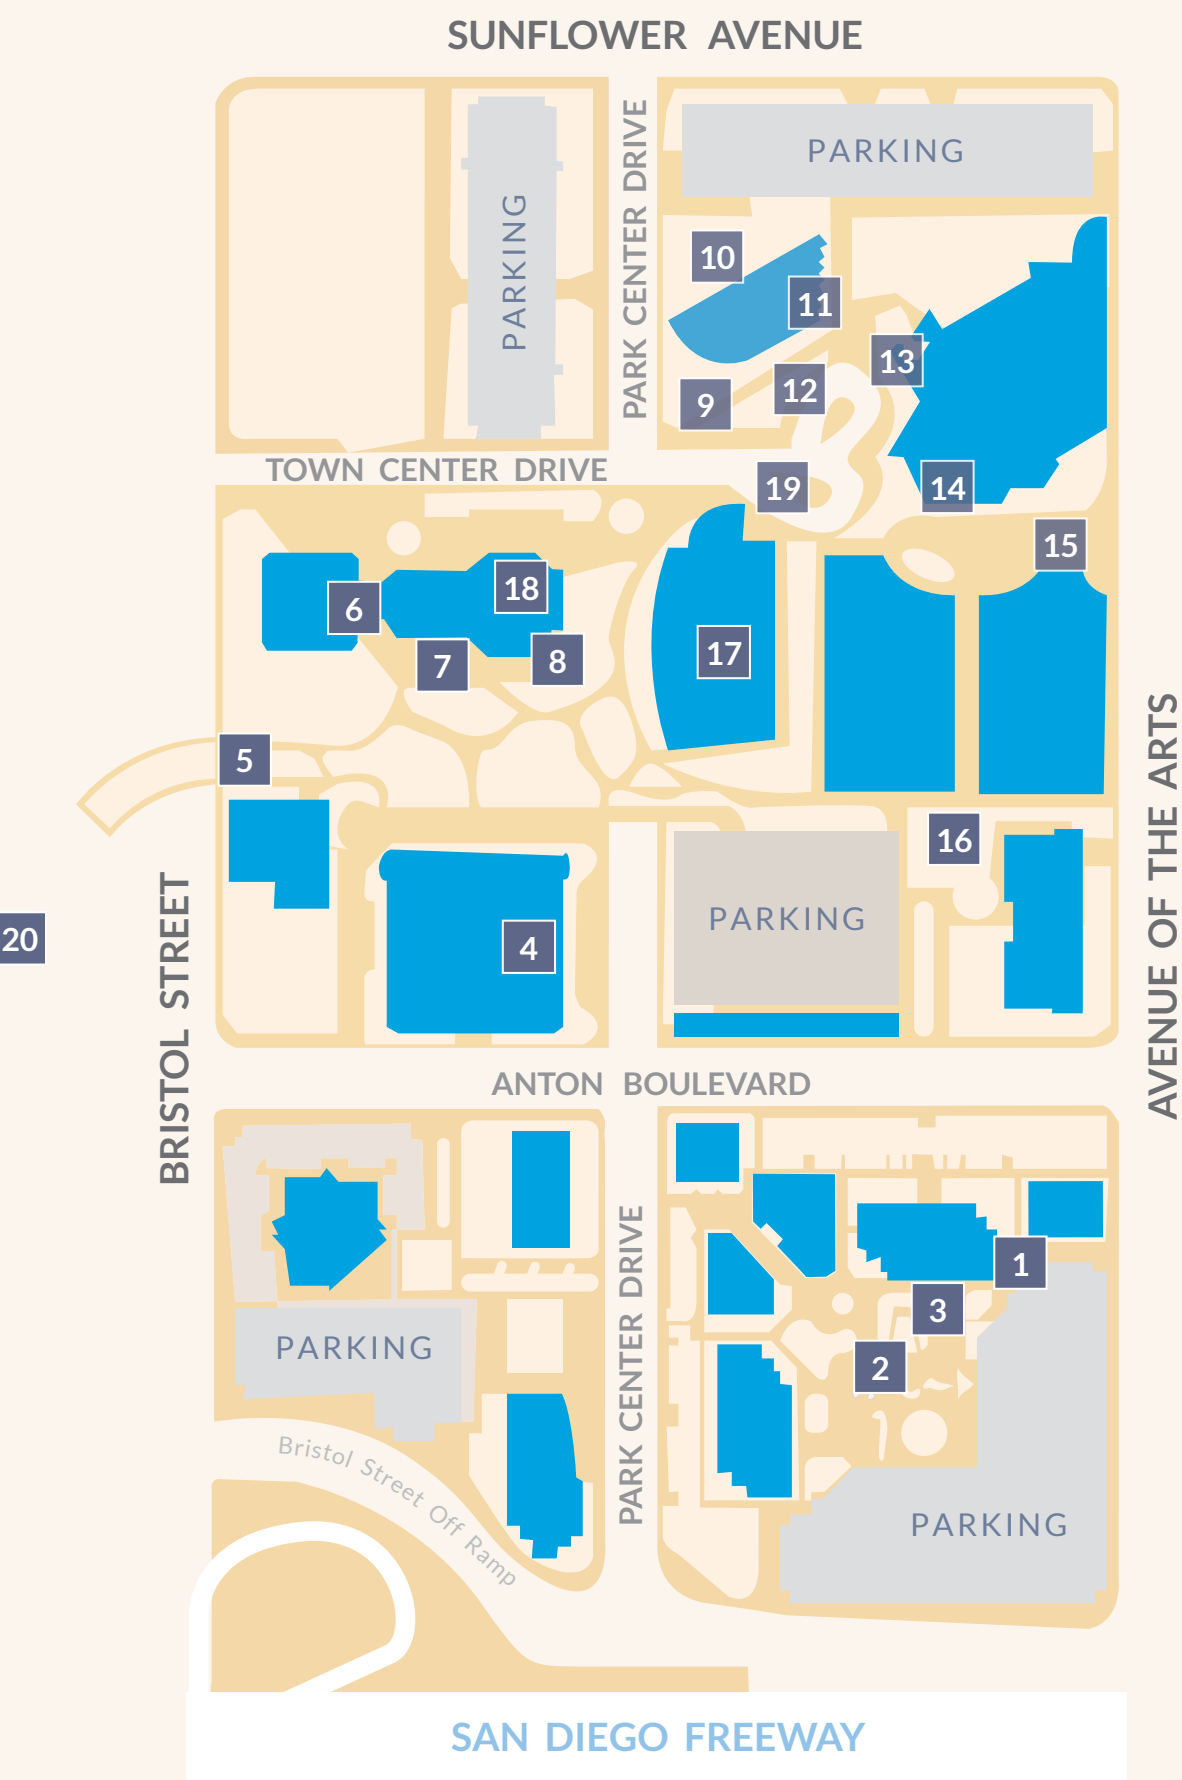 SUNFLOWER AVENUE
PARKING
PARK CENTER DRIVE
PARKING
10
11
13
12
9
TOWN CENTER DRIVE
19
14
15
18
6
17
8
7
5
16
20
BRISTOL STREET
4
PARKING
AVENUE OF THE ARTS
ANTON BOULEVARD
PARK CENTER DRIVE
1
3
2
PARKING
Bristol Street Off Ramp
PARKING
SAN DIEGO FREEWAY